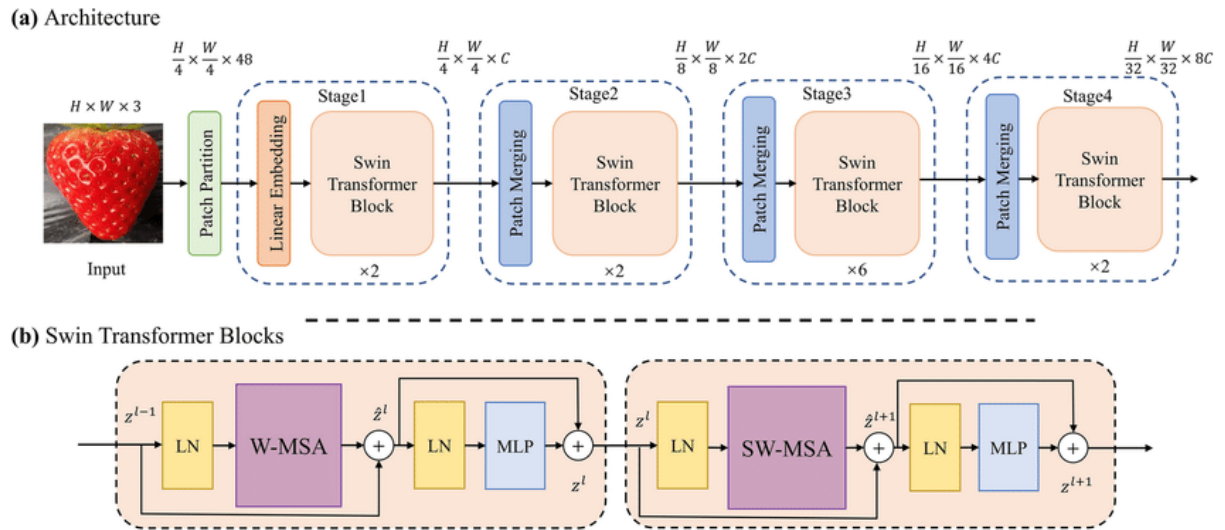 (a) Architecture
H/4 × W/4 × 48
H/4 × W/4 × C
H/8 × W/8 × 2C
H/16 × W/16 × 4C
H/32 × W/32 × 8C
H × W × 3
Input
Patch Partition
Stage1
Linear Embedding
Swin
Transformer
Block
×2
Stage2
Patch Merging
Swin
Transformer
Block
×2
Stage3
Patch Merging
Swin
Transformer
Block
×6
Stage4
Patch Merging
Swin
Transformer
Block
×2
(b) Swin Transformer Blocks
z^{l-1}
LN
W-MSA
ẑ^l
+
LN
MLP
+
z^l
z^l
LN
SW-MSA
ẑ^{l+1}
+
LN
MLP
+
z^{l+1}